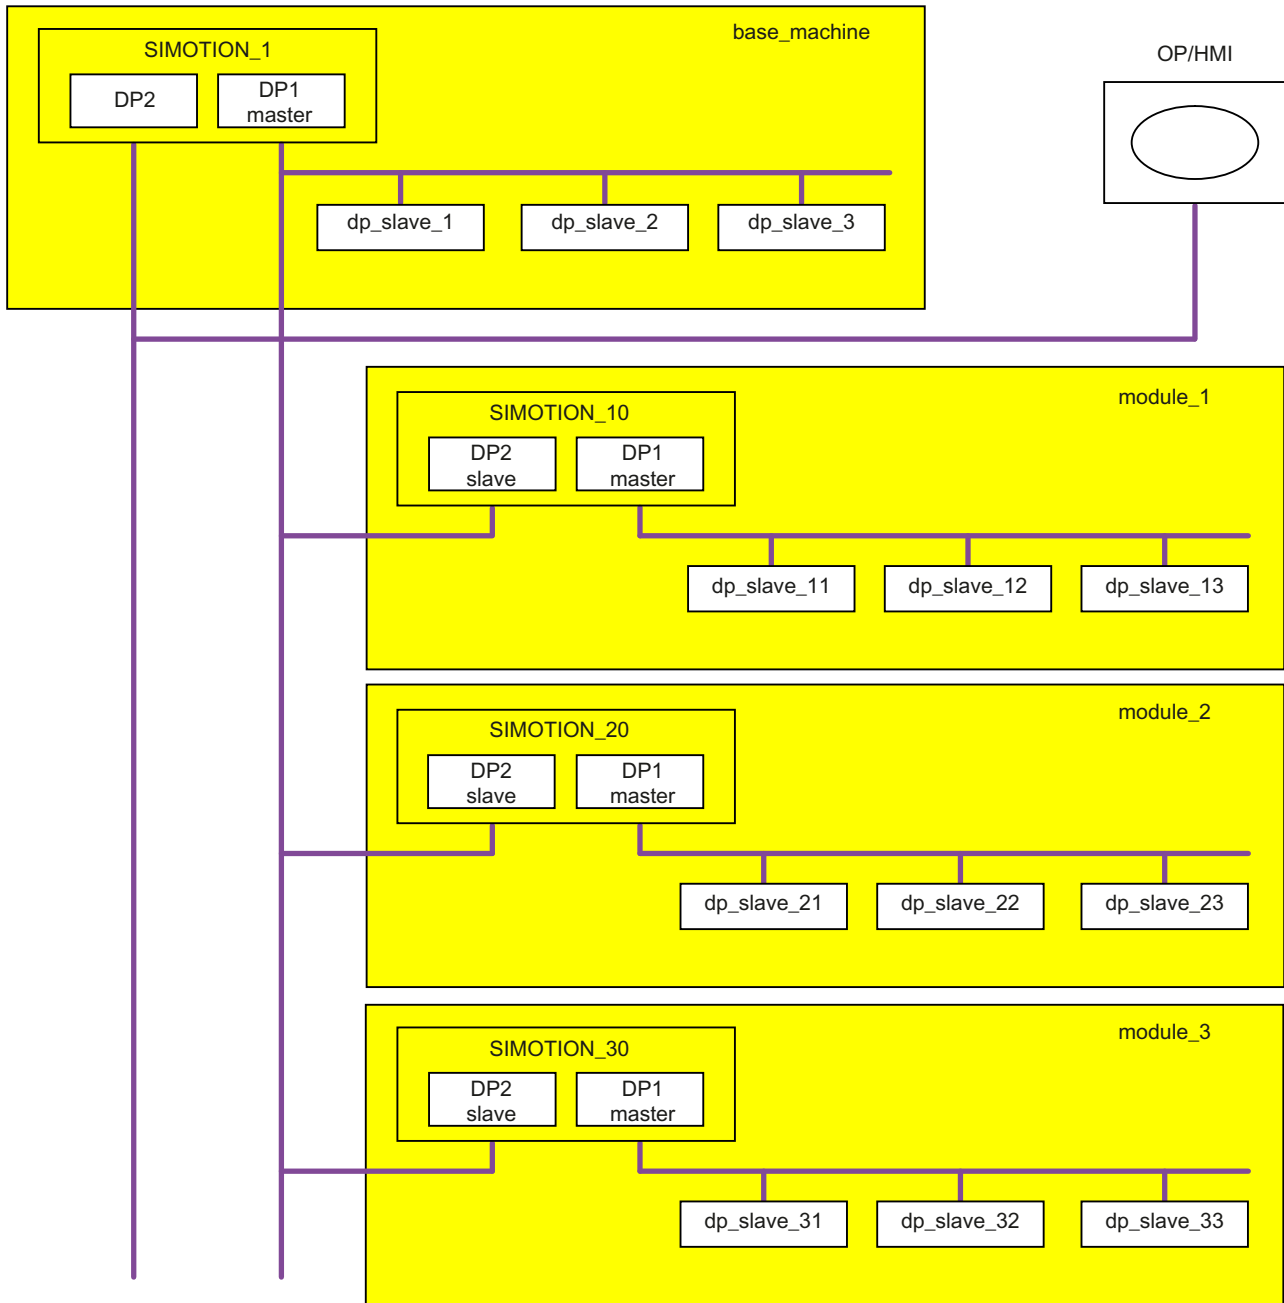 base_machine
SIMOTION_1
DP2
DP1
master
OP/HMI
dp_slave_1
dp_slave_2
dp_slave_3
module_1
SIMOTION_10
DP2
slave
DP1
master
dp_slave_11
dp_slave_12
dp_slave_13
module_2
SIMOTION_20
DP2
slave
DP1
master
dp_slave_21
dp_slave_22
dp_slave_23
module_3
SIMOTION_30
DP2
slave
DP1
master
dp_slave_31
dp_slave_32
dp_slave_33